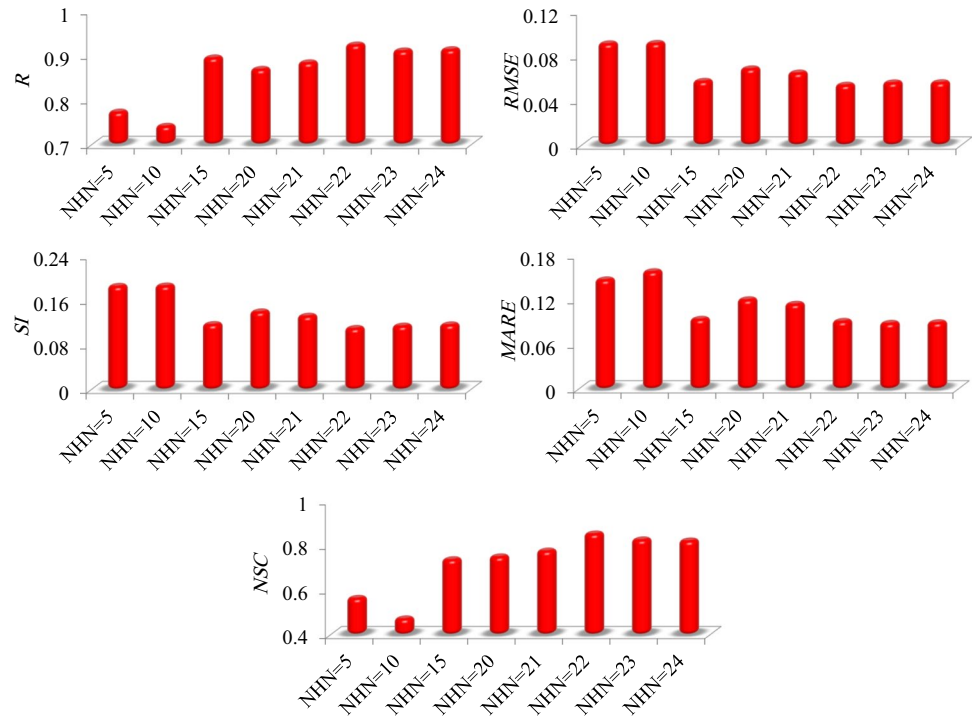 R
1
0.9
0.8
0.7
NHN=5
NHN=10
NHN=15
NHN=20
NHN=21
NHN=22
NHN=23
NHN=24
RMSE
0.12
0.08
0.04
0
NHN=5
NHN=10
NHN=15
NHN=20
NHN=21
NHN=22
NHN=23
NHN=24
SI
0.24
0.16
0.08
0
NHN=5
NHN=10
NHN=15
NHN=20
NHN=21
NHN=22
NHN=23
NHN=24
MARE
0.18
0.12
0.06
0
NHN=5
NHN=10
NHN=15
NHN=20
NHN=21
NHN=22
NHN=23
NHN=24
NSC
1
0.8
0.6
0.4
NHN=5
NHN=10
NHN=15
NHN=20
NHN=21
NHN=22
NHN=23
NHN=24